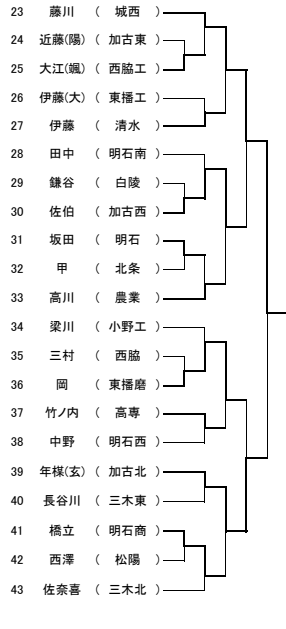 23 藤川 ( 城西 )
24 近藤(陽) ( 加古東 )
25 大江(颯) ( 西脇工 )
26 伊藤(大) ( 東播工 )
27 伊藤 ( 清水 )
28 田中 ( 明石南 )
29 鎌谷 ( 白陵 )
30 佐伯 ( 加古西 )
31 坂田 ( 明石 )
32 甲 ( 北条 )
33 高川 ( 農業 )
34 梁川 ( 小野工 )
35 三村 ( 西脇 )
36 岡 ( 東播磨 )
37 竹ノ内 ( 高専 )
38 中野 ( 明石西 )
39 年樑(玄) ( 加古北 )
40 長谷川 ( 三木東 )
41 橋立 ( 明石商 )
42 西澤 ( 松陽 )
43 佐奈喜 ( 三木北 )